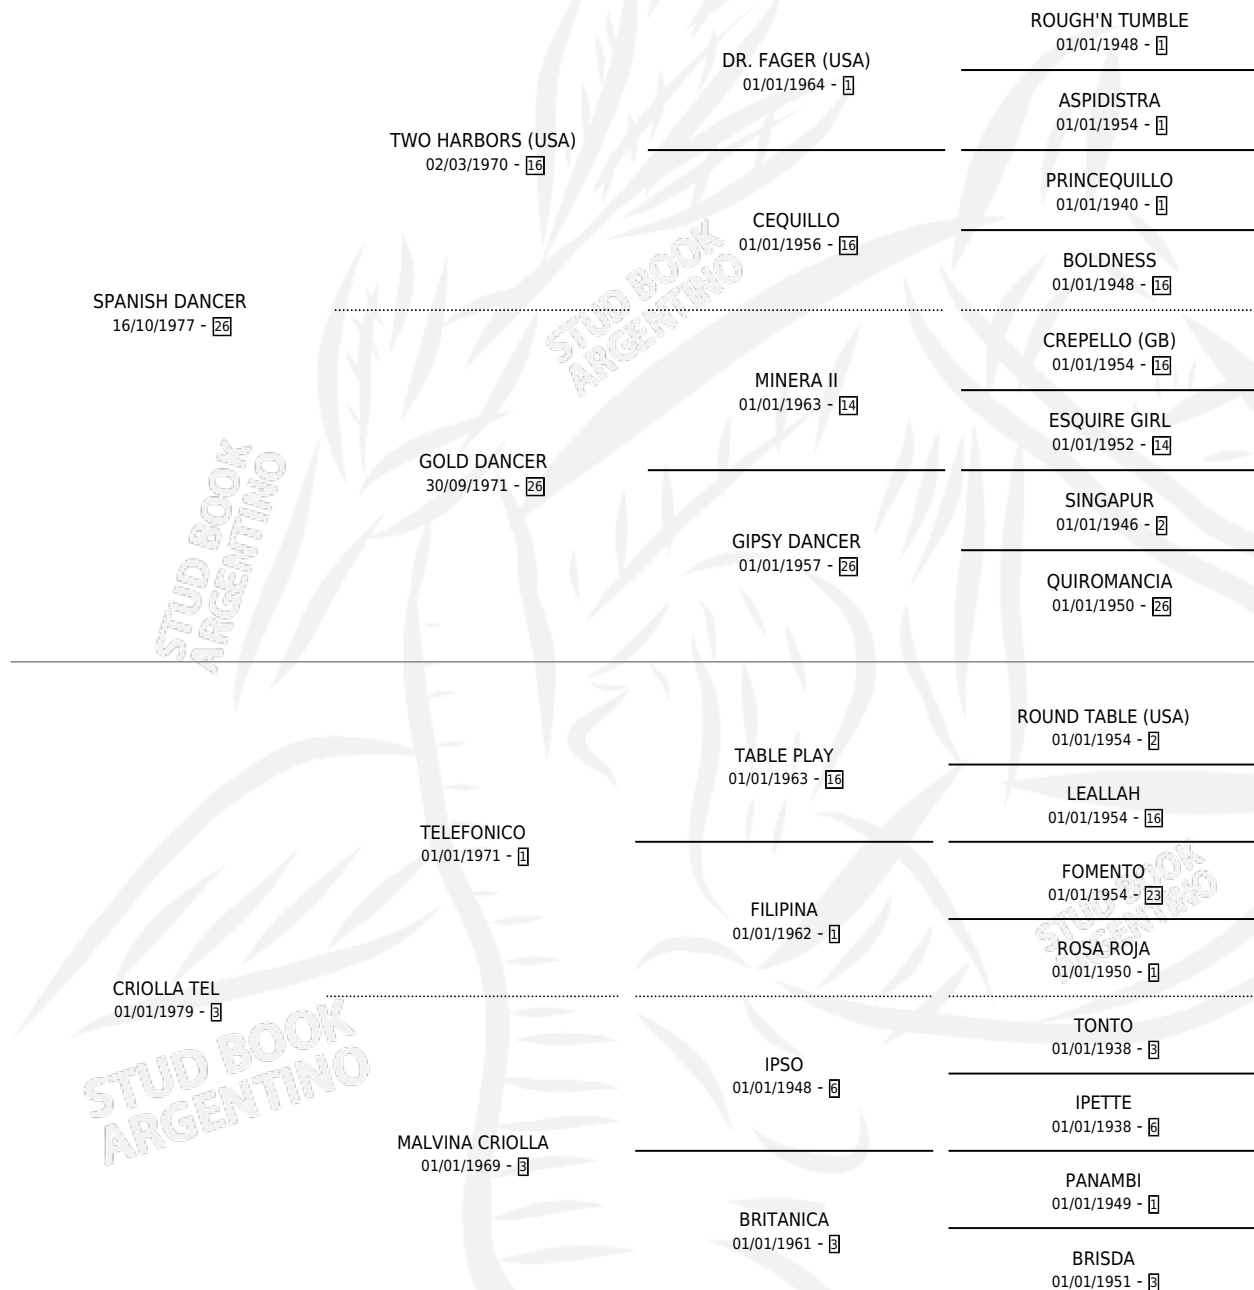 ROUGH'N TUMBLE
01/01/1948 - 1
DR. FAGER (USA)
01/01/1964 - 1
ASPIDISTRA
01/01/1954 - 1
TWO HARBORS (USA)
02/03/1970 - 16
PRINCEQUILLO
01/01/1940 - 1
CEQUILLO
01/01/1956 - 16
BOLDNESS
01/01/1948 - 16
SPANISH DANCER
16/10/1977 - 26
STUD BOOK
ARGENTINO
CREPELLO (GB)
01/01/1954 - 16
MINERA II
01/01/1963 - 14
ESQUIRE GIRL
01/01/1952 - 14
GOLD DANCER
30/09/1971 - 26
SINGAPUR
01/01/1946 - 2
GIPSY DANCER
01/01/1957 - 26
QUIROMANCIA
01/01/1950 - 26
STUD BOOK
ARGENTINO
ROUND TABLE (USA)
01/01/1954 - 2
TABLE PLAY
01/01/1963 - 16
LEALLAH
01/01/1954 - 16
TELEFONICO
01/01/1971 - 1
FOMENTO
01/01/1954 - 23
STUD BOOK
ARGENTINO
FILIPINA
01/01/1962 - 1
ROSA ROJA
01/01/1950 - 1
CRIOLLA TEL
01/01/1979 - 3
STUD BOOK
ARGENTINO
TONTO
01/01/1938 - 3
IPSO
01/01/1948 - 6
IPETTE
01/01/1938 - 6
MALVINA CRIOLLA
01/01/1969 - 3
PANAMBI
01/01/1949 - 1
BRITANICA
01/01/1961 - 3
BRISDA
01/01/1951 - 3